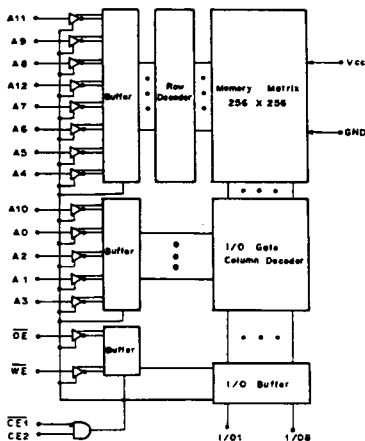 A11
A9
A8
A12
A7
A6
A5
A4
Buffer
Row
Decoder
Memory Matrix
256 X 256
Vcc
GND
A10
A0
A2
A1
A3
Buffer
I/O Gate
Column Decoder
OE
WE
Buffer
I/O Buffer
CE1
CE2
I/O1
I/O8